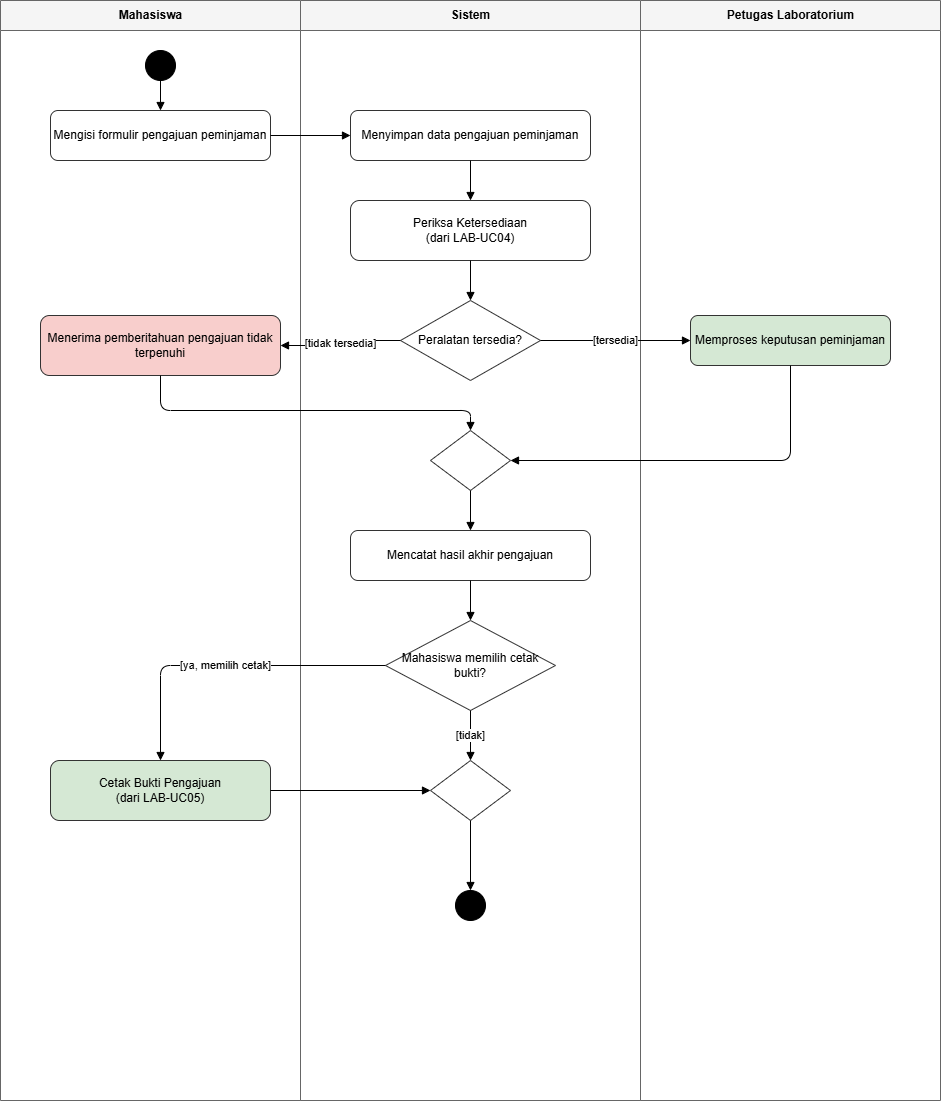 Mahasiswa
Sistem
Petugas Laboratorium
Mengisi formulir pengajuan peminjaman
Menyimpan data pengajuan peminjaman
Periksa Ketersediaan
(dari LAB-UC04)
Menerima pemberitahuan pengajuan tidak
terpenuhi
[tidak tersedia]
Peralatan tersedia?
[tersedia]
Memproses keputusan peminjaman
Mencatat hasil akhir pengajuan
[ya, memilih cetak]
Mahasiswa memilih cetak
bukti?
[tidak]
Cetak Bukti Pengajuan
(dari LAB-UC05)